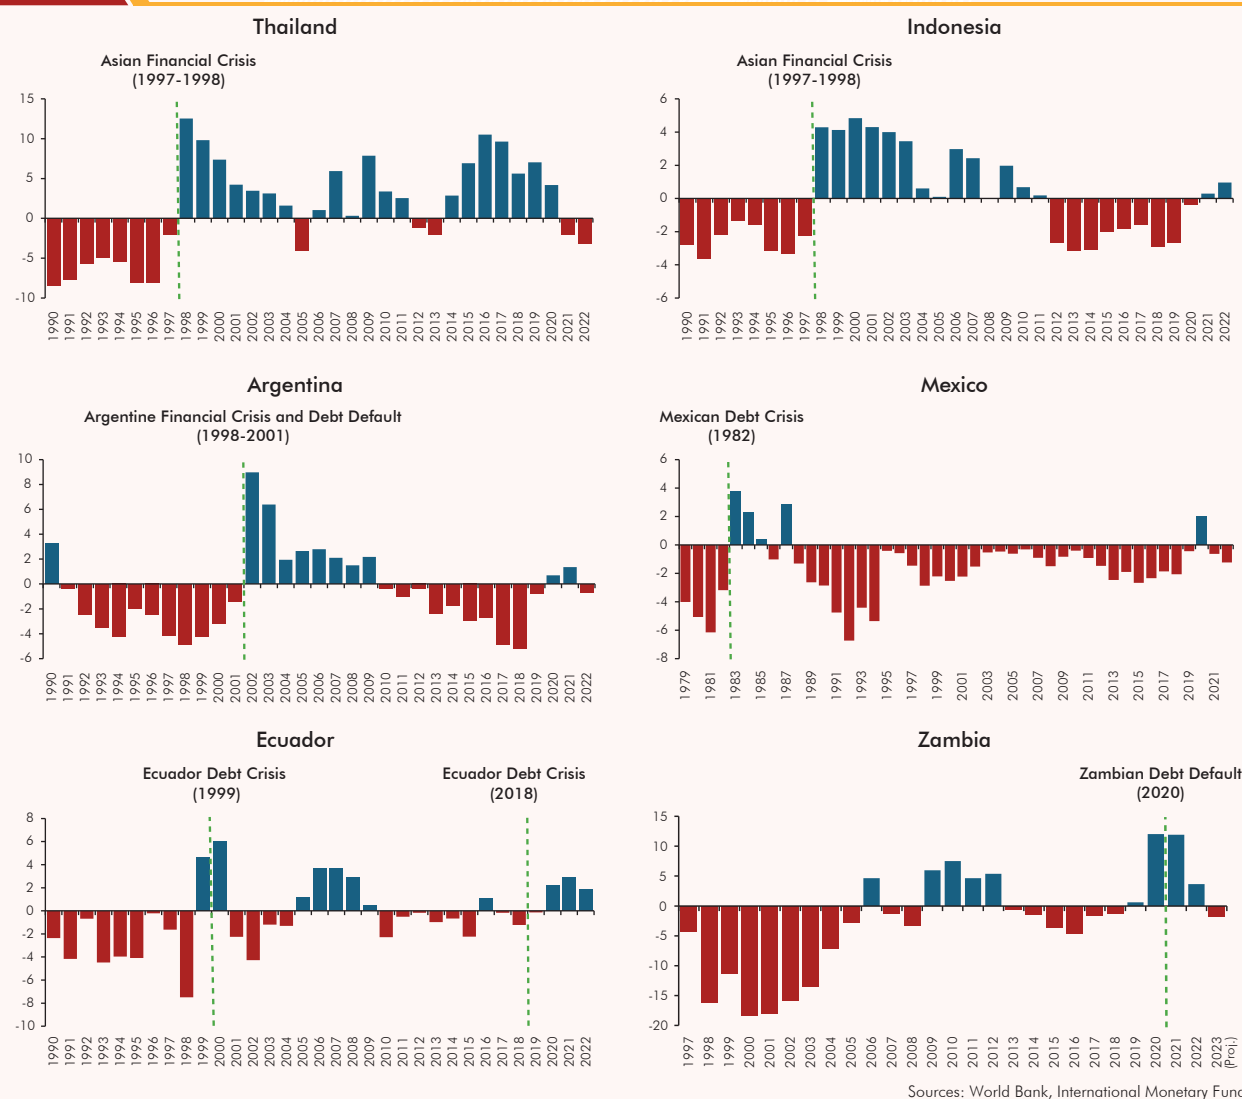 Thailand
Asian Financial Crisis
(1997-1998)
15
10
5
0
-5
-10
1990 1991 1992 1993 1994 1995 1996 1997 1998 1999 2000 2001 2002 2003 2004 2005 2006 2007 2008 2009 2010 2011 2012 2013 2014 2015 2016 2017 2018 2019 2020 2021 2022
Indonesia
Asian Financial Crisis
(1997-1998)
6
4
2
0
-2
-4
-6
1990 1991 1992 1993 1994 1995 1996 1997 1998 1999 2000 2001 2002 2003 2004 2005 2006 2007 2008 2009 2010 2011 2012 2013 2014 2015 2016 2017 2018 2019 2020 2021 2022
Argentina
Argentine Financial Crisis and Debt Default
(1998-2001)
10
8
6
4
2
0
-2
-4
-6
1990 1991 1992 1993 1994 1995 1996 1997 1998 1999 2000 2001 2002 2003 2004 2005 2006 2007 2008 2009 2010 2011 2012 2013 2014 2015 2016 2017 2018 2019 2020 2021 2022
Mexico
Mexican Debt Crisis
(1982)
6
4
2
0
-2
-4
-6
-8
1979 1981 1983 1985 1987 1989 1991 1993 1995 1997 1999 2001 2003 2005 2007 2009 2011 2013 2015 2017 2019 2021
Ecuador
Ecuador Debt Crisis
(1999)
Ecuador Debt Crisis
(2018)
8
6
4
2
0
-2
-4
-6
-8
-10
1990 1991 1992 1993 1994 1995 1996 1997 1998 1999 2000 2001 2002 2003 2004 2005 2006 2007 2008 2009 2010 2011 2012 2013 2014 2015 2016 2017 2018 2019 2020 2021 2022
Zambia
Zambian Debt Default
(2020)
15
10
5
0
-5
-10
-15
-20
1997 1998 1999 2000 2001 2002 2003 2004 2005 2006 2007 2008 2009 2010 2011 2012 2013 2014 2015 2016 2017 2018 2019 2020 2021 2022 2023
(Proj.)
Sources: World Bank, International Monetary Fund